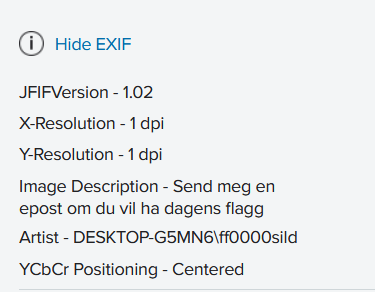 Hide EXIF
JFIFVersion - 1.02
X-Resolution - 1 dpi
Y-Resolution - 1 dpi
Image Description - Send meg en
epost om du vil ha dagens flagg
Artist - DESKTOP-G5MN6\ff0000sild
YCbCr Positioning - Centered